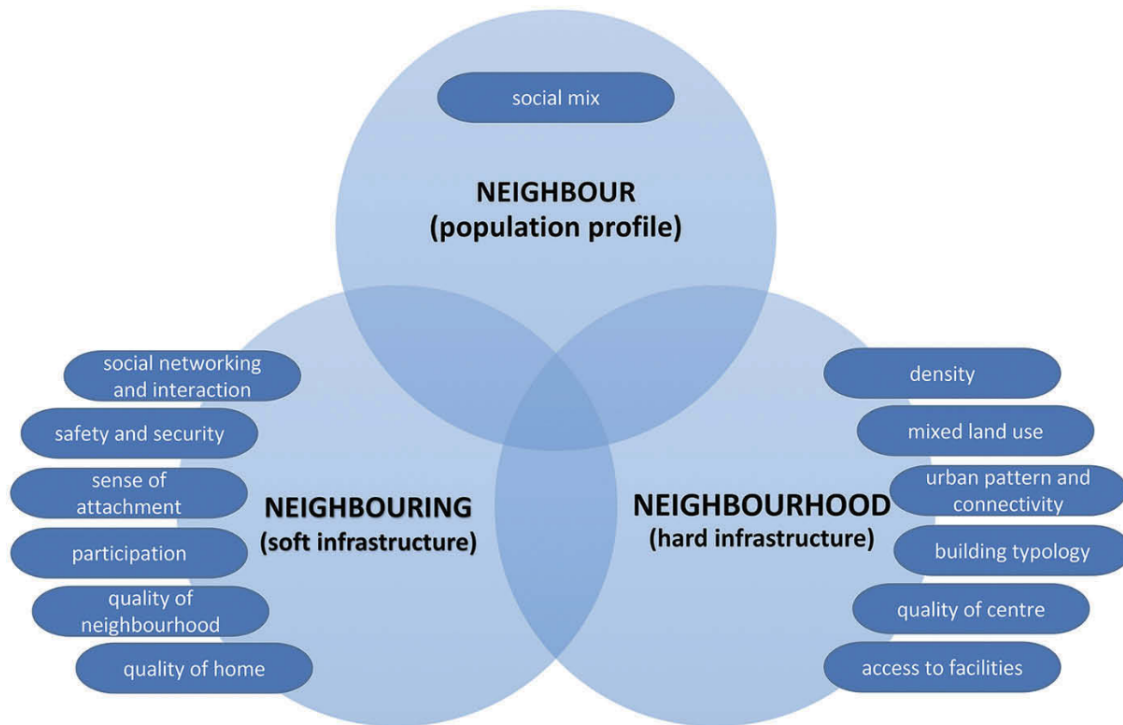 social mix
NEIGHBOUR
(population profile)
social networking
and interaction
safety and security
sense of
attachment
participation
quality of
neighbourhood
quality of home
NEIGHBOURING
(soft infrastructure)
NEIGHBOURHOOD
(hard infrastructure)
density
mixed land use
urban pattern and
connectivity
building typology
quality of centre
access to facilities